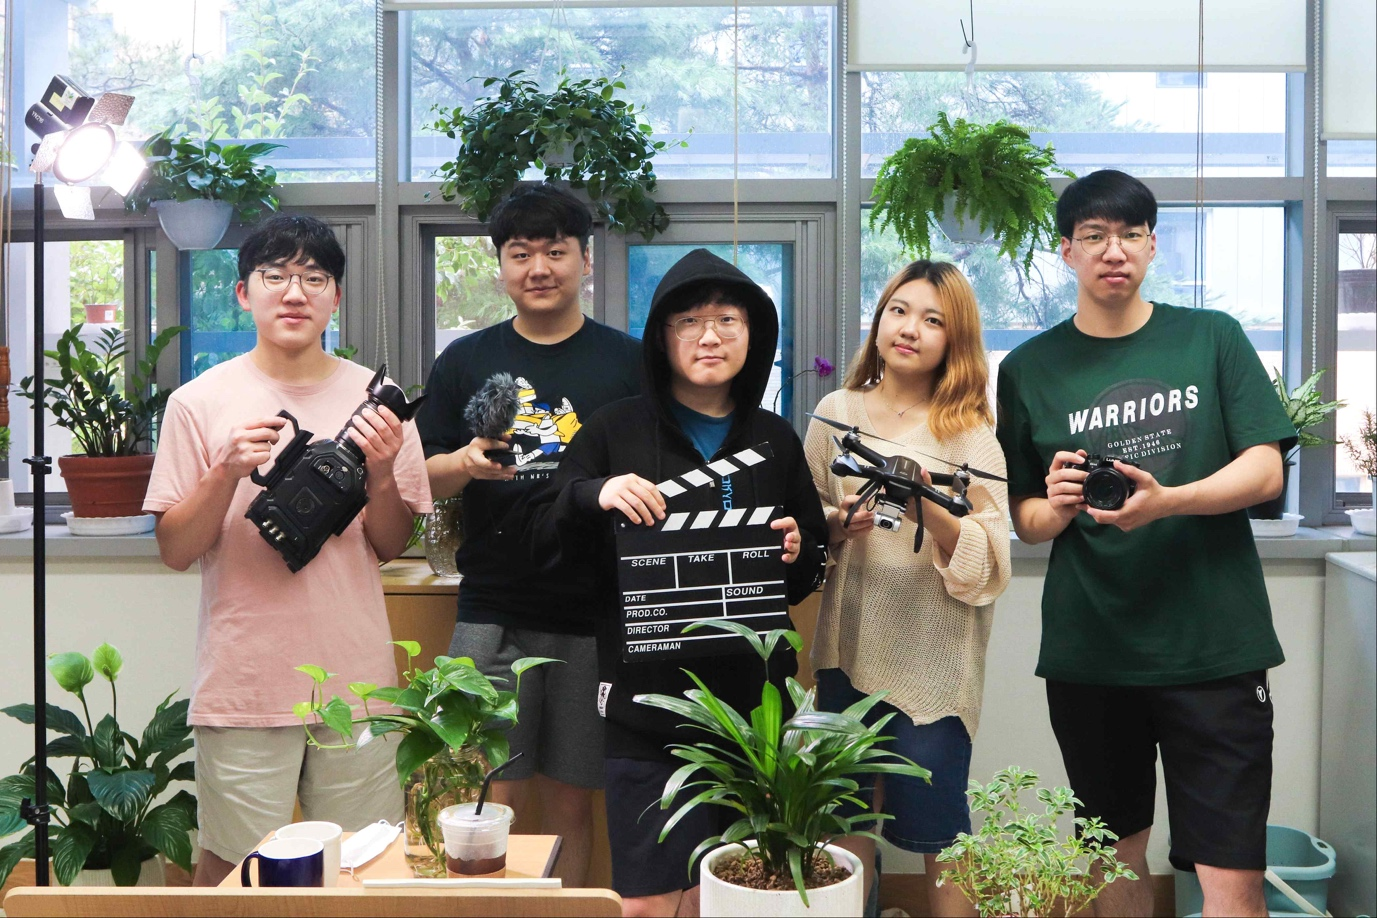 WARRIORS
GOLDEN STATE
EST. 1946
SCENE
TAKE
ROLL
DATE
SOUND
PROD.CO.
DIRECTOR
CAMERAMAN